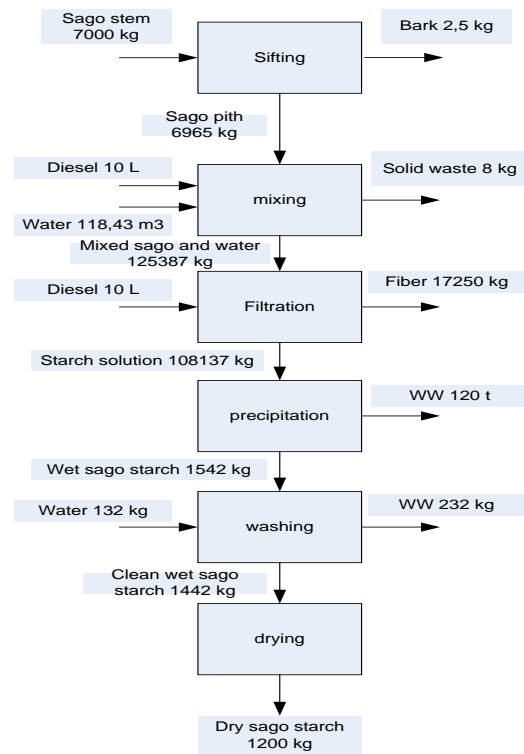 Sago stem
7000 kg
Sifting
Bark 2,5 kg
Sago pith
6965 kg
Diesel 10 L
Water 118,43 m3
mixing
Solid waste 8 kg
Mixed sago and water
125387 kg
Diesel 10 L
Filtration
Fiber 17250 kg
Starch solution 108137 kg
precipitation
WW 120 t
Wet sago starch 1542 kg
Water 132 kg
washing
WW 232 kg
Clean wet sago
starch 1442 kg
drying
Dry sago starch
1200 kg